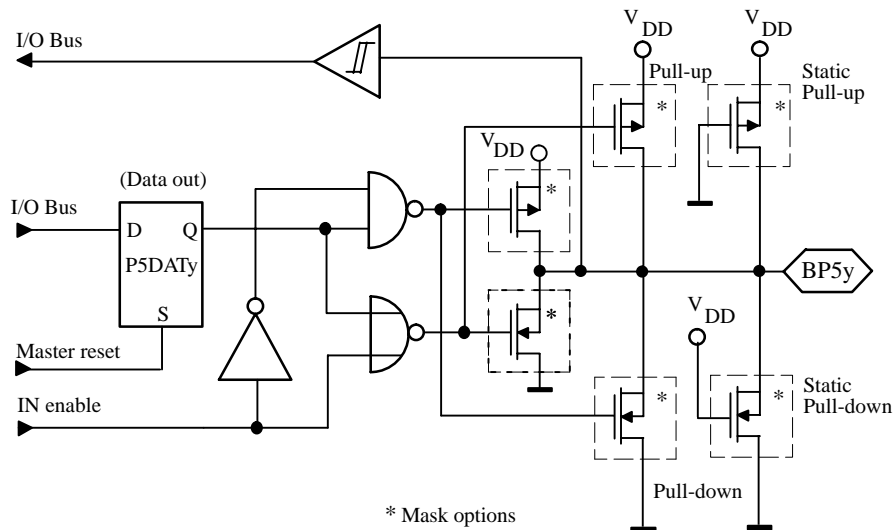 I/O Bus
V
DD
V
DD
Pull-up
*
Static
Pull-up
*
V
DD
*
(Data out)
I/O Bus
D
Q
P5DATy
S
BP5y
*
V
DD
Master reset
IN enable
*
*
Static
Pull-down
Pull-down
* Mask options